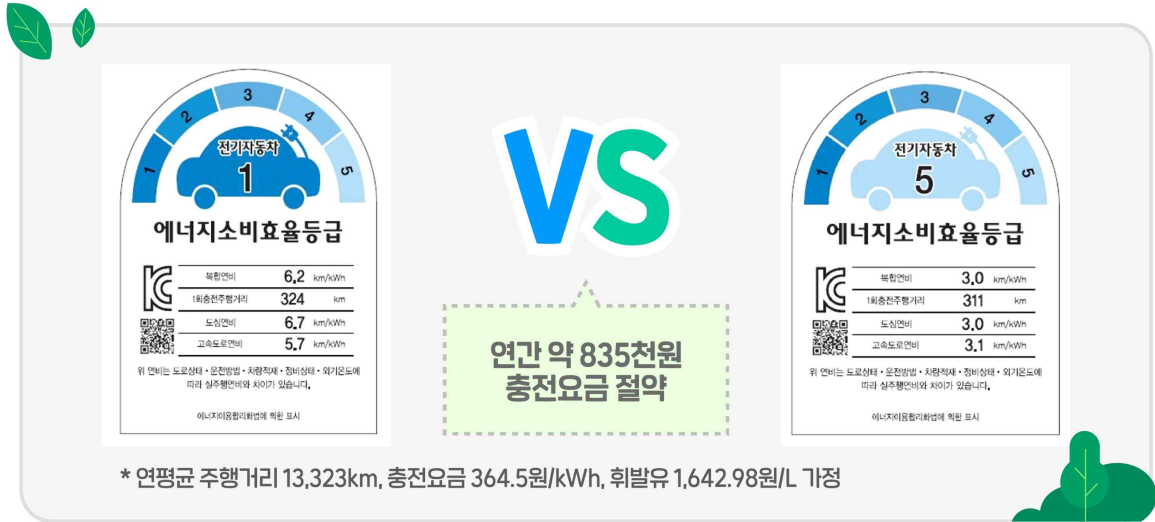 1
2
3
4
5
전기자동차
1
에너지소비효율등급
복합연비 6.2 km/kWh
1회충전주행거리 324 km
도심연비 6.7 km/kWh
고속도로연비 5.7 km/kWh
위 연비는 도로상태・운전방법・차량적재・정비상태・외기온도에
따라 실주행연비와 차이가 있습니다.
에너지이용합리화법에 의한 표시
VS
연간 약 835천원
충전요금 절약
1
2
3
4
5
전기자동차
5
에너지소비효율등급
복합연비 3.0 km/kWh
1회충전주행거리 311 km
도심연비 3.0 km/kWh
고속도로연비 3.1 km/kWh
위 연비는 도로상태・운전방법・차량적재・정비상태・외기온도에
따라 실주행연비와 차이가 있습니다.
에너지이용합리화법에 의한 표시
* 연평균 주행거리 13,323km, 충전요금 364.5원/kWh, 휘발유 1,642.98원/L 가정